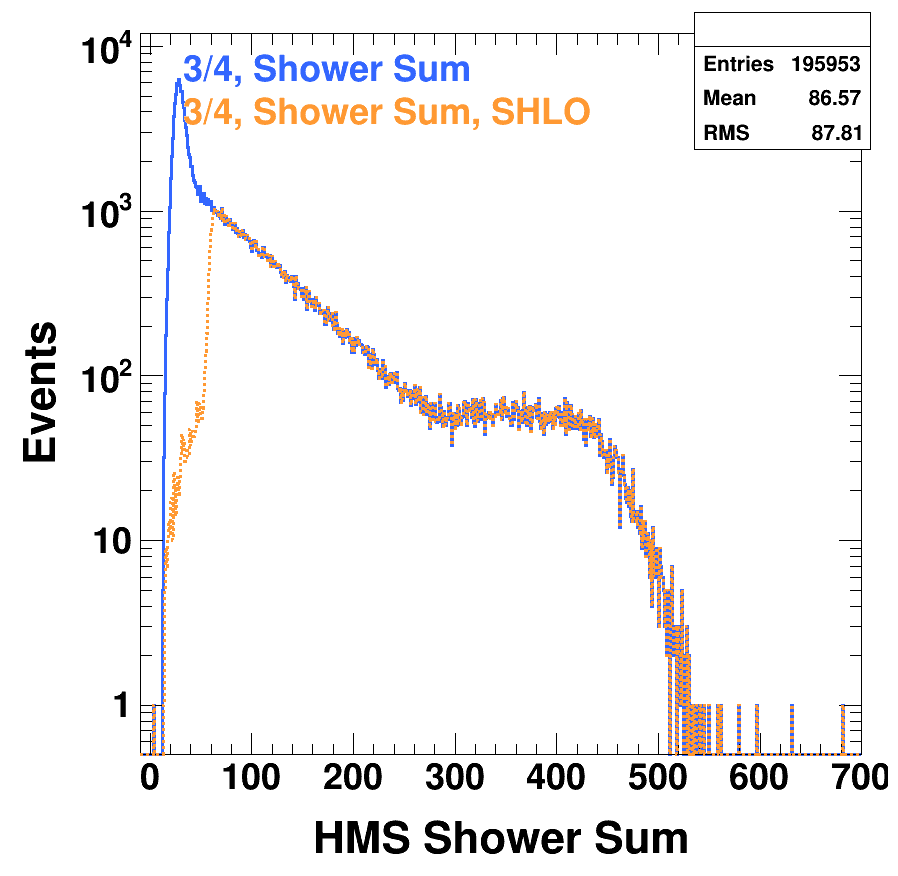 10⁴
3/4, Shower Sum
3/4, Shower Sum, SHLO
Entries 195953
Mean 86.57
RMS 87.81
10³
10²
10
1
Events
0 100 200 300 400 500 600 700
HMS Shower Sum